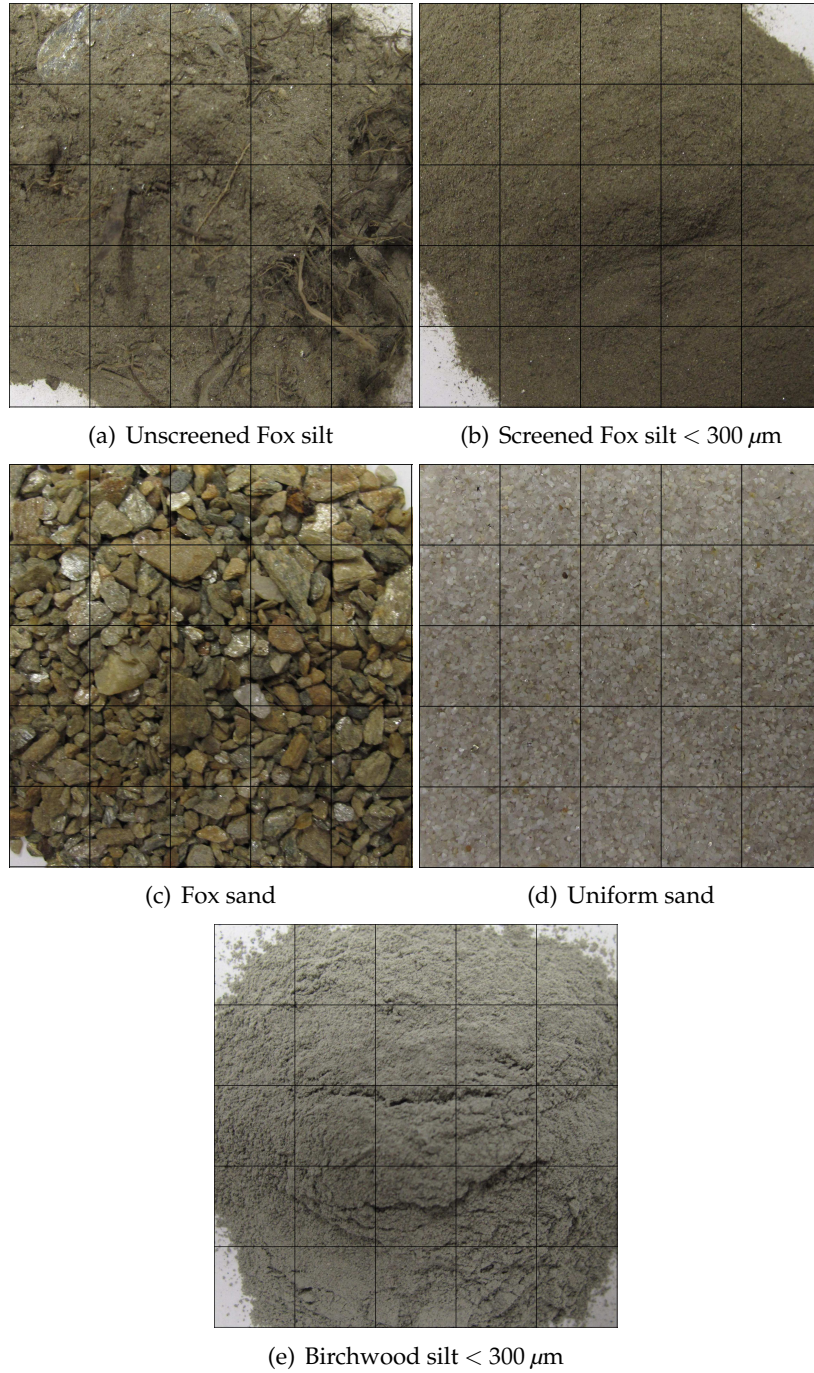 (a) Unscreened Fox silt
(b) Screened Fox silt < 300 μm
(c) Fox sand
(d) Uniform sand
(e) Birchwood silt < 300 μm